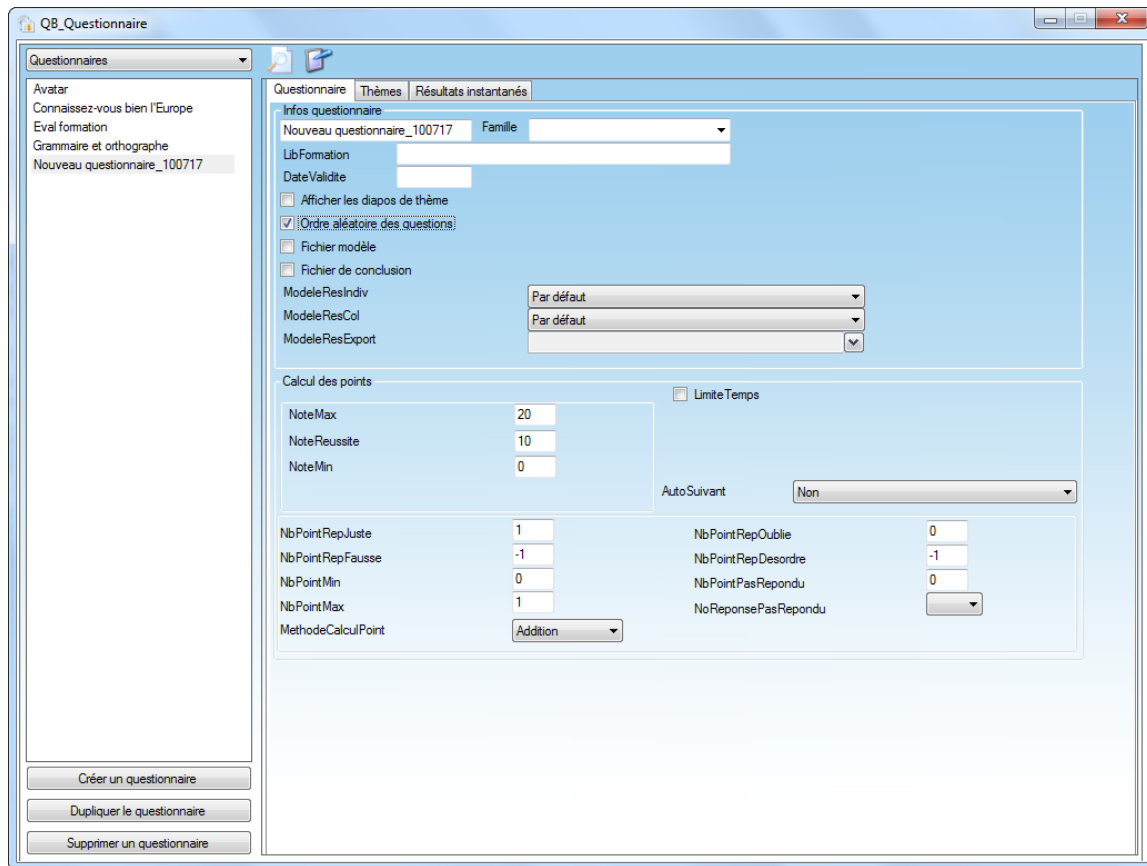 QB_Questionnaire
Questionnaires
Avatar
Connaissez-vous bien l'Europe
Eval formation
Grammaire et orthographe
Nouveau questionnaire_100717
Créer un questionnaire
Dupliquer le questionnaire
Supprimer un questionnaire
Questionnaire Thèmes Résultats instantanés
Infos questionnaire
Nouveau questionnaire_100717 Famille
LibFormation
DateValidite
Afficher les diapos de thème
Ordre aléatoire des questions
Fichier modèle
Fichier de conclusion
ModeleResIndiv Par défaut
ModeleResCol Par défaut
ModeleResExport
Calcul des points
LimiteTemps
NoteMax 20
NoteReussite 10
NoteMin 0
AutoSuivant Non
NbPointRepJuste 1 NbPointRepOublie 0
NbPointRepFausse -1 NbPointRepDesordre -1
NbPointMin 0 NbPointPasRepondu 0
NbPointMax 1 NoReponsePasRepondu
MethodeCalculPoint Addition